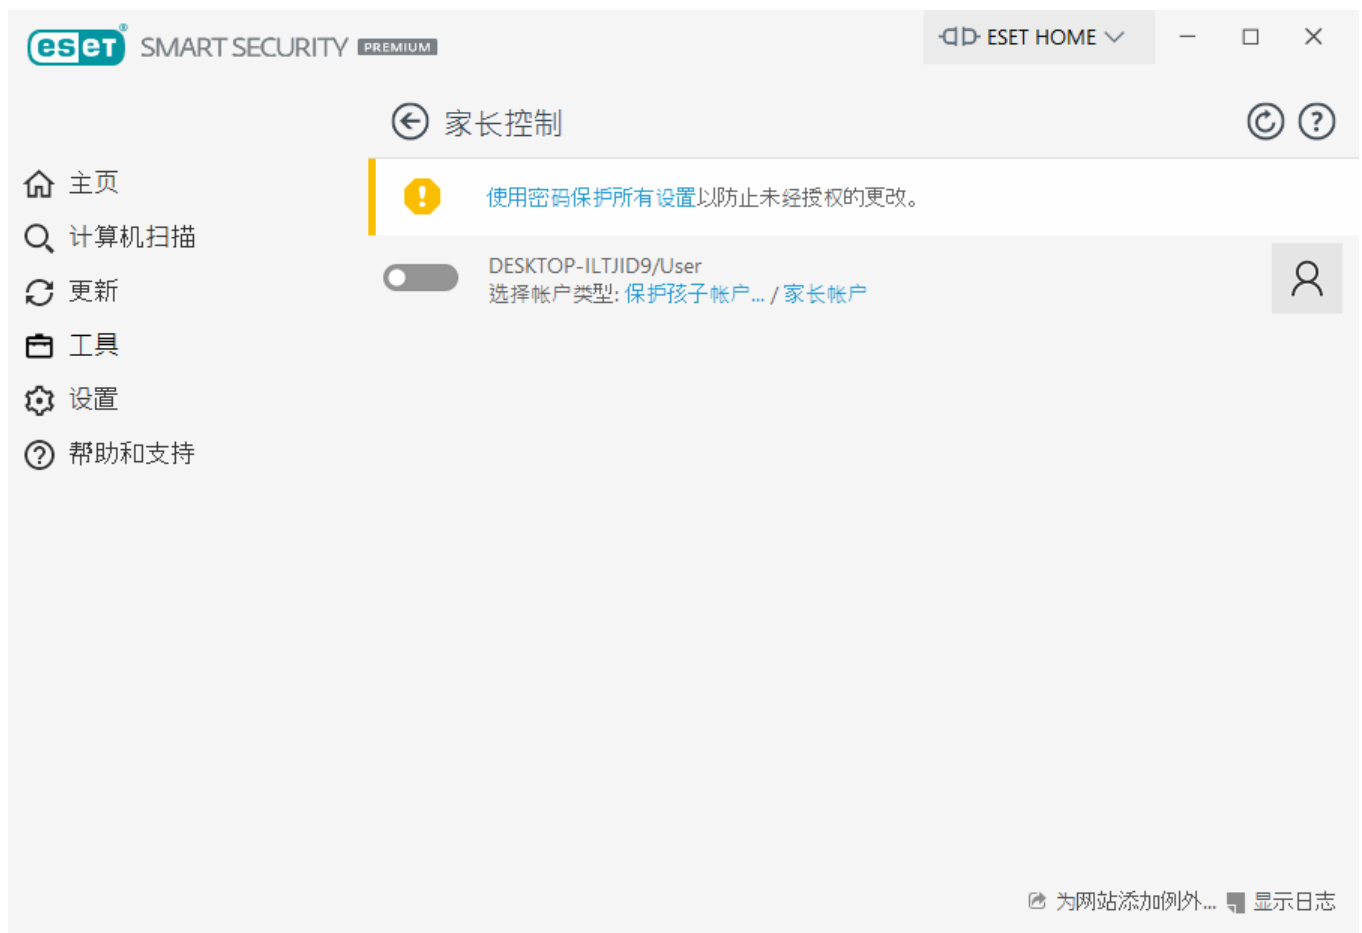 eset® SMART SECURITY PREMIUM
ESET HOME
家长控制
主页
计算机扫描
更新
工具
设置
帮助和支持
使用密码保护所有设置以防止未经授权的更改。
DESKTOP-ILTJID9/User
选择帐户类型: 保护孩子帐户... / 家长帐户
为网站添加例外... 显示日志